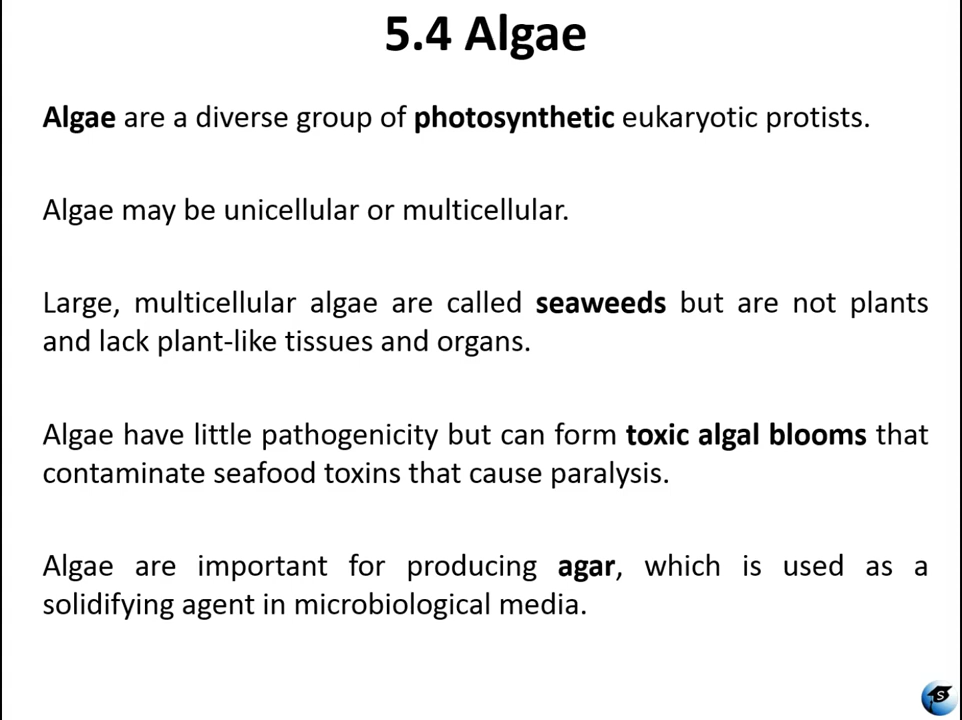 5.4 Algae
Algae are a diverse group of photosynthetic eukaryotic protists.
Algae may be unicellular or multicellular.
Large, multicellular algae are called seaweeds but are not plants
and lack plant-like tissues and organs.
Algae have little pathogenicity but can form toxic algal blooms that
contaminate seafood toxins that cause paralysis.
Algae are important for producing agar, which is used as a
solidifying agent in microbiological media.
S